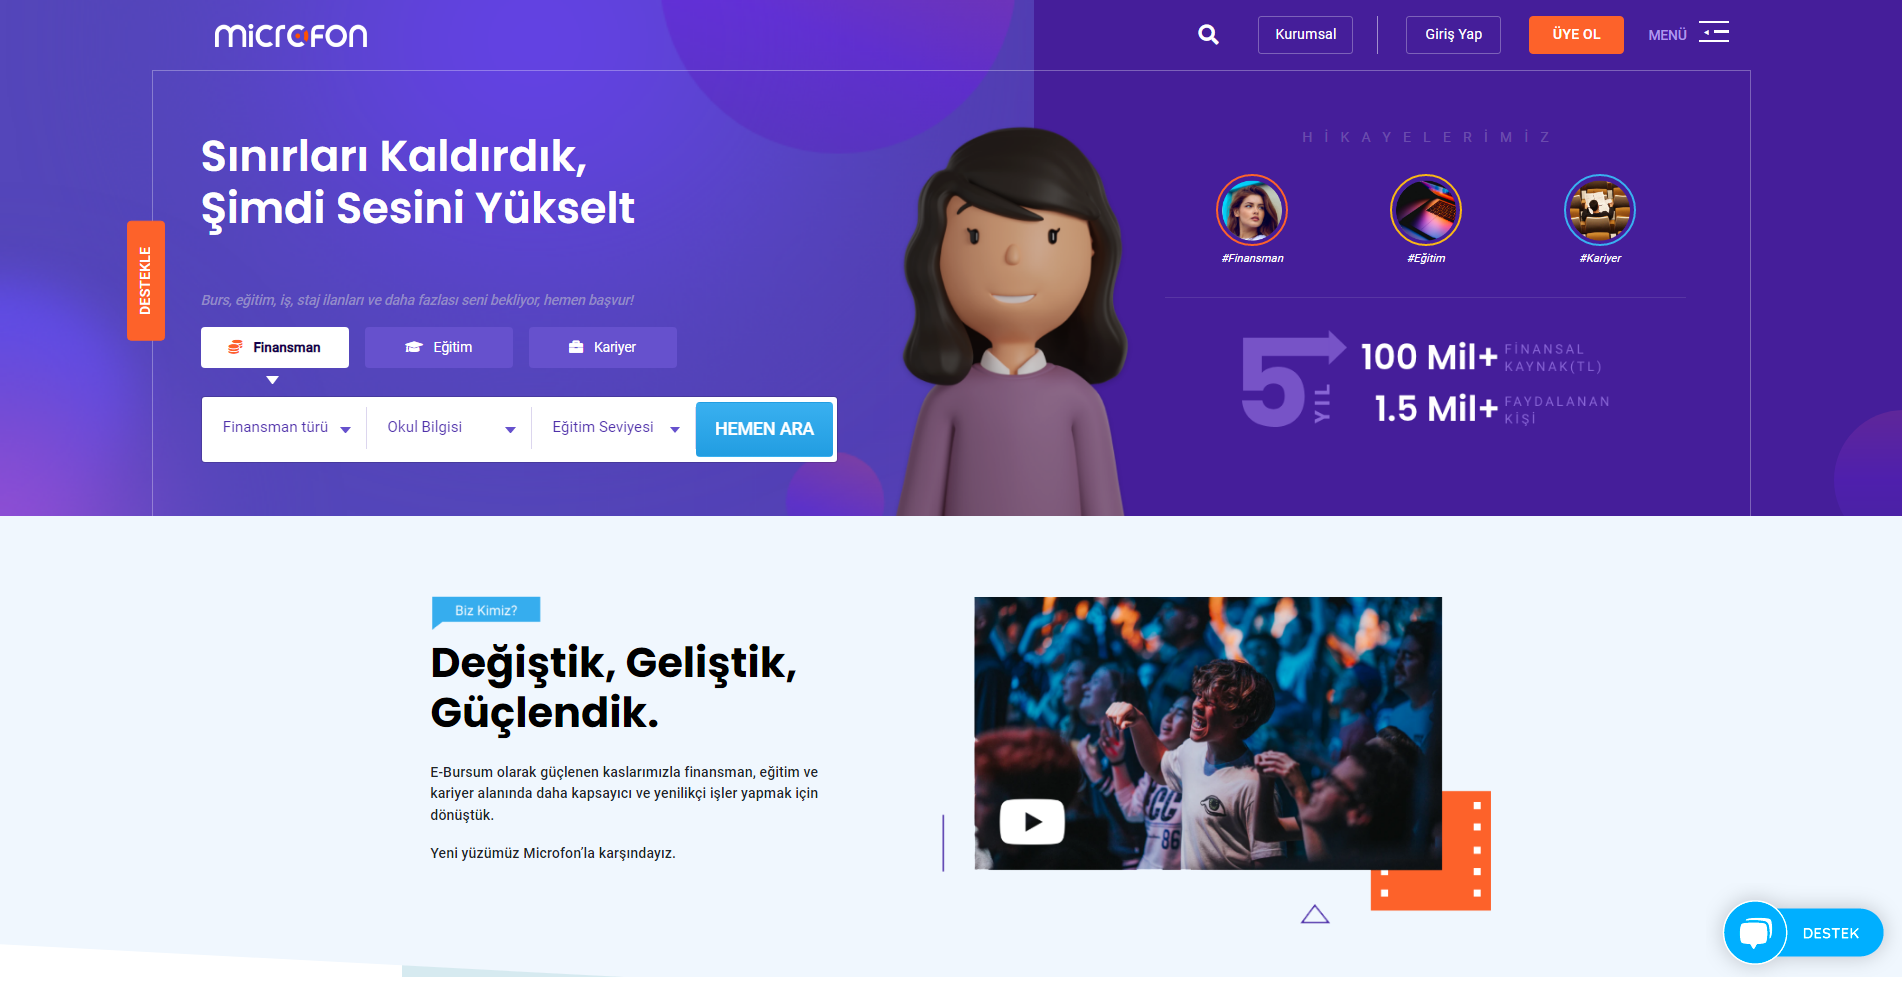 microfon
Kurumsal
Giriş Yap
ÜYE OL
MENÜ
Sınırları Kaldırdık,
Şimdi Sesini Yükselt
DESTEKLE
Burs, eğitim, iş, staj ilanları ve daha fazlası seni bekliyor, hemen başvur!
Finansman
Eğitim
Kariyer
Finansman türü
Okul Bilgisi
Eğitim Seviyesi
HEMEN ARA
HİKAYELERİMİZ
#Finansman
#Eğitim
#Kariyer
5 YIL
100 Mil+ FİNANSAL
KAYNAK(TL)
1.5 Mil+ FAYDALANAN
KİŞİ
Biz Kimiz?
Değiştik, Geliştik,
Güçlendik.
E-Bursum olarak güçlenen kaslarımızla finansman, eğitim ve
kariyer alanında daha kapsayıcı ve yenilikçi işler yapmak için
dönüştük.
Yeni yüzümüz Microfon’la karşındayız.
CC
86
DESTEK